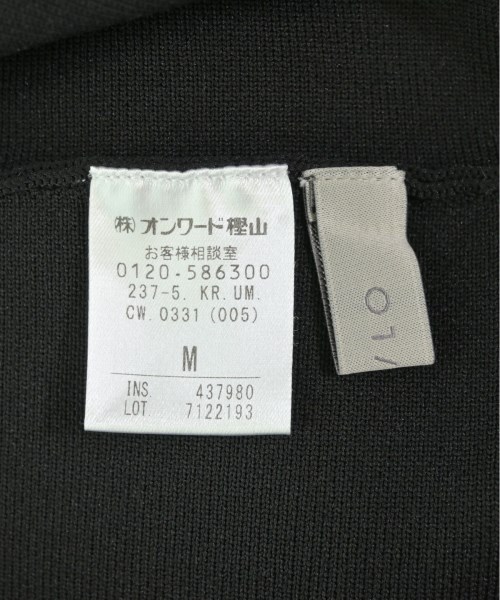 ㈱オンワード樫山
お客様相談室
0120-586300
237-5. KR. UM.
CW. 0331 (005)
M
INS. 437980
LOT. 7122193
/LO